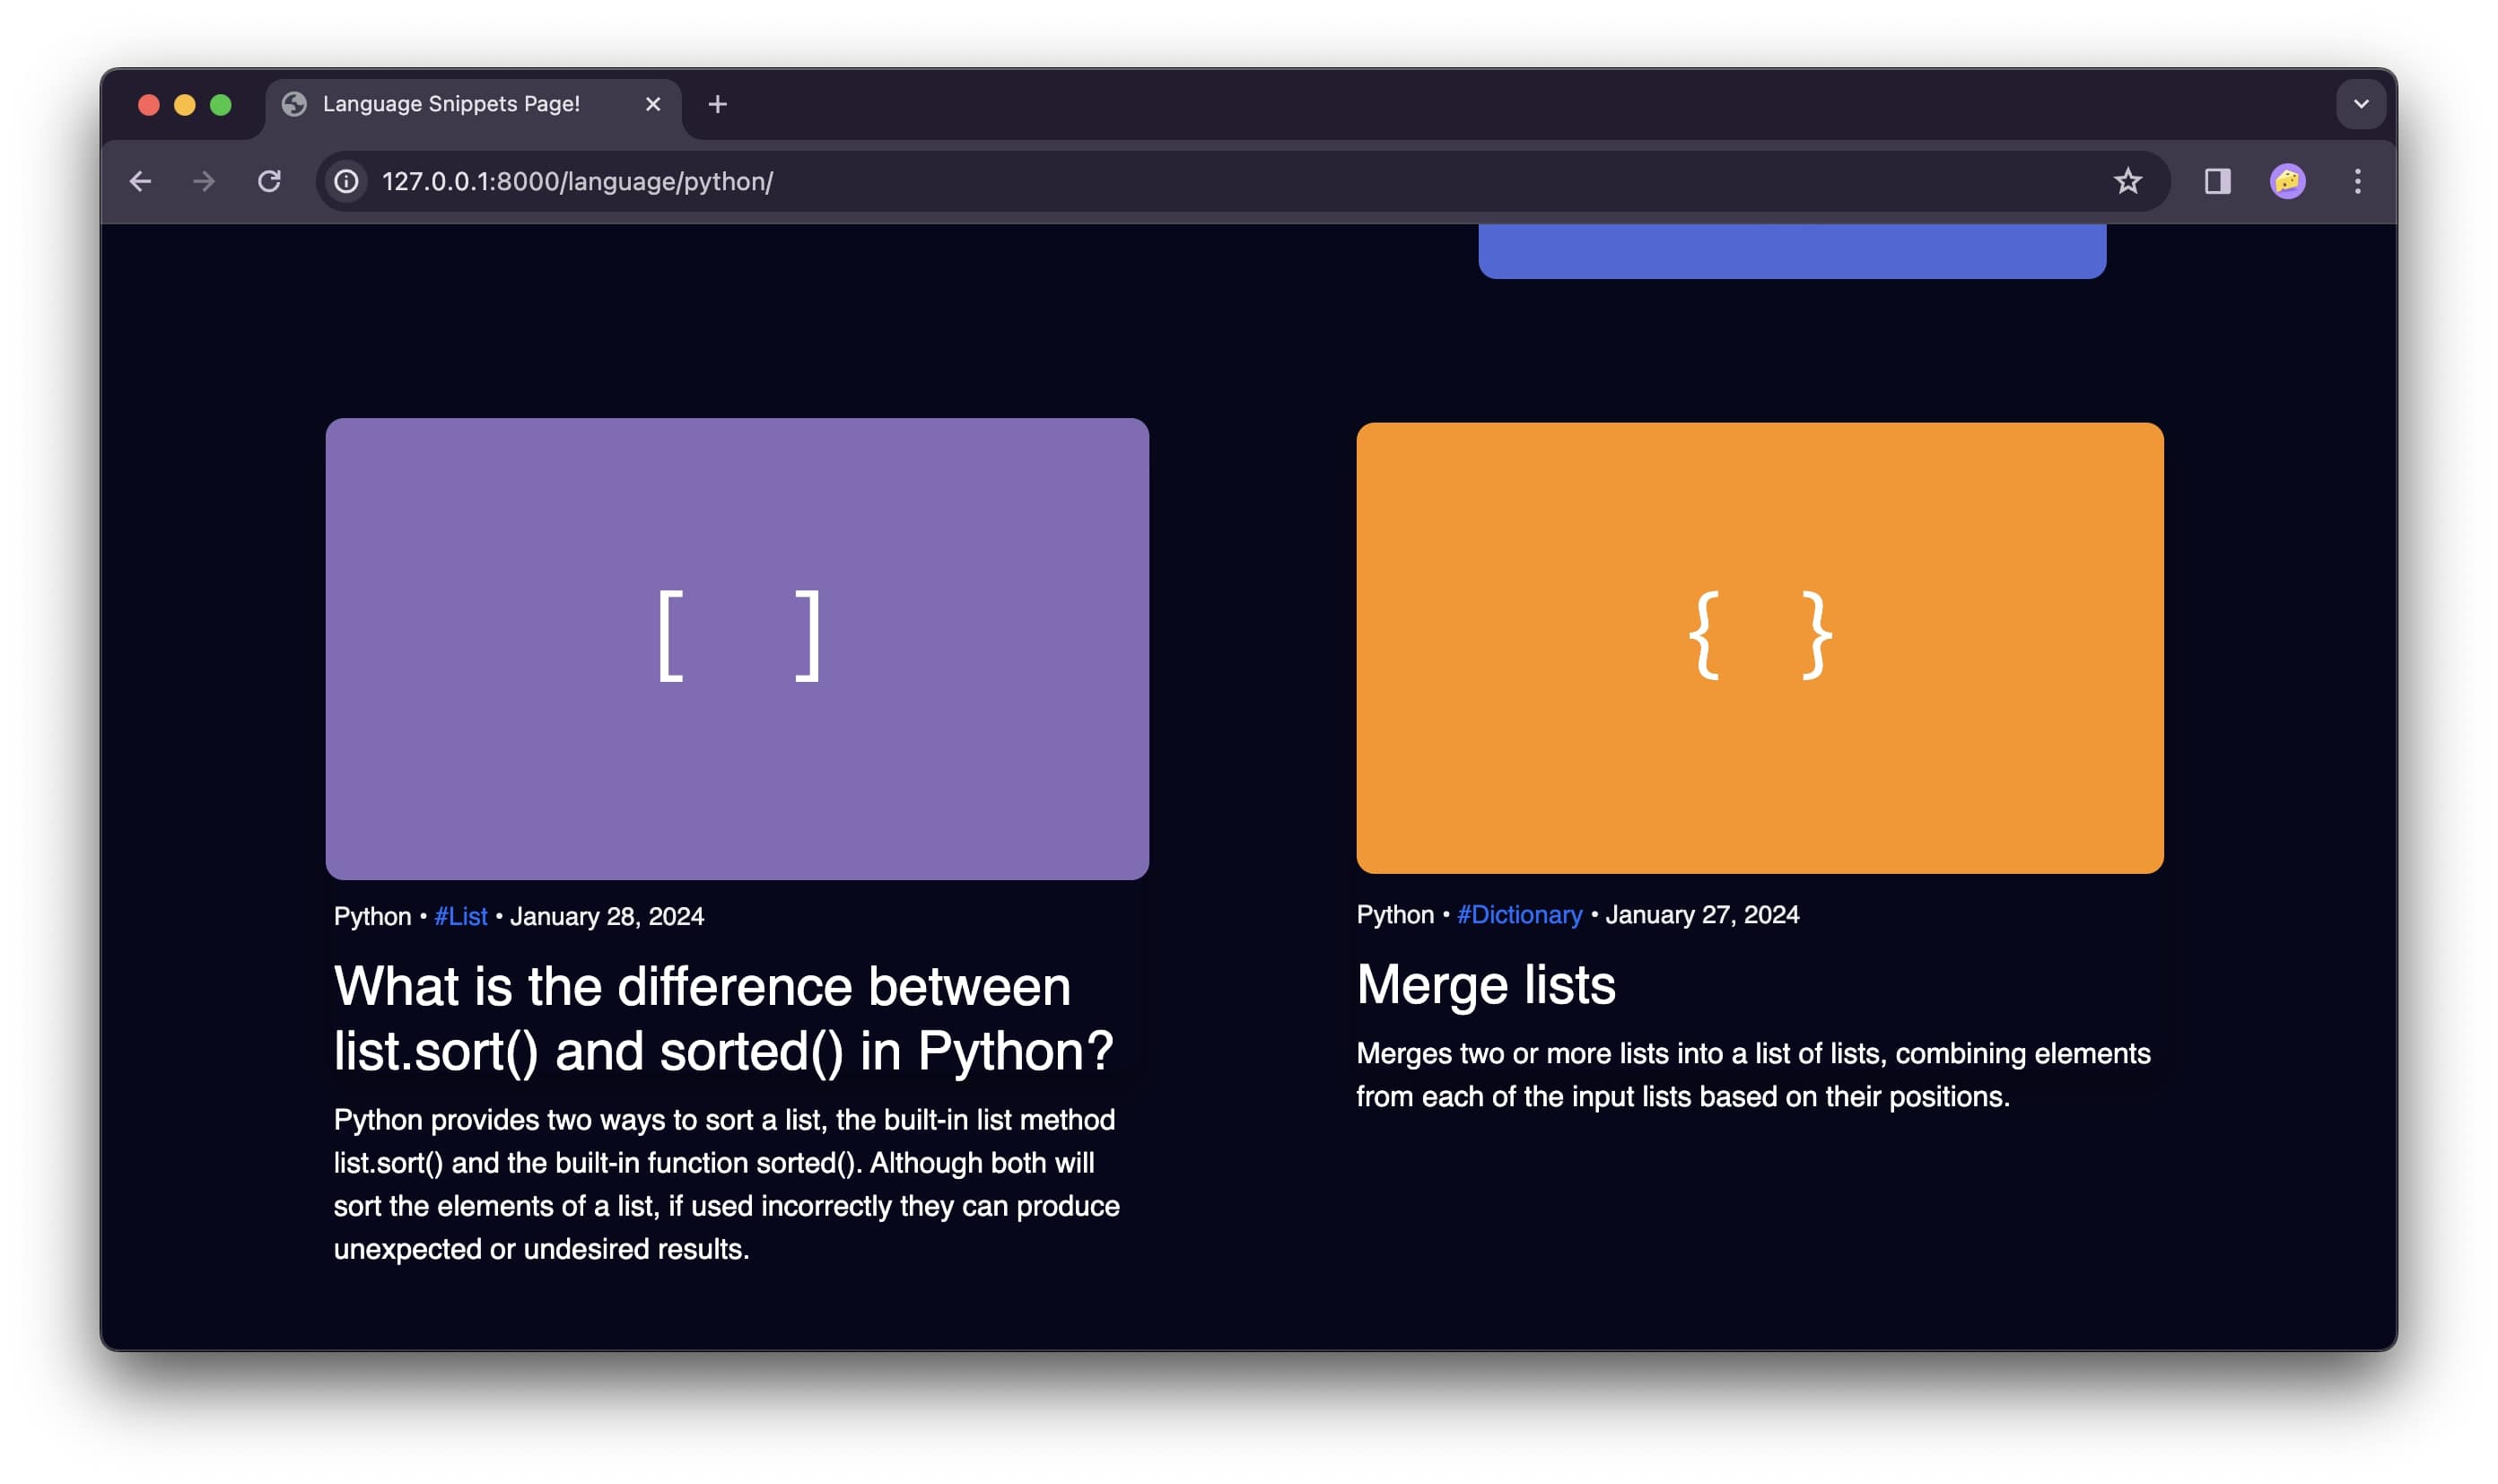 Language Snippets Page!
127.0.0.1:8000/language/python/
[ ]
{ }
Python • #List • January 28, 2024
What is the difference between
list.sort() and sorted() in Python?
Python provides two ways to sort a list, the built-in list method
list.sort() and the built-in function sorted(). Although both will
sort the elements of a list, if used incorrectly they can produce
unexpected or undesired results.
Python • #Dictionary • January 27, 2024
Merge lists
Merges two or more lists into a list of lists, combining elements
from each of the input lists based on their positions.